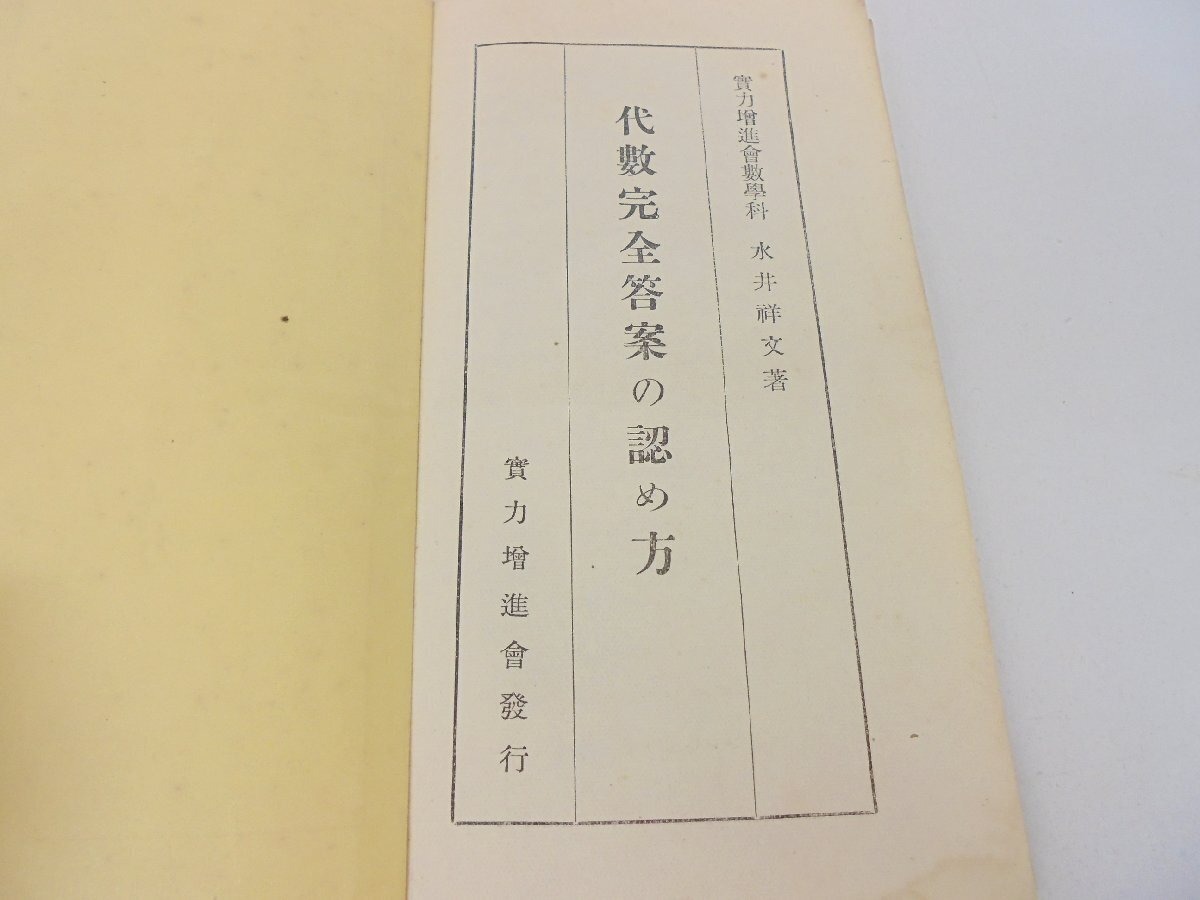 實力增進會數學科 水井祥文著
代數完全答案の認め方
實力增進會發行